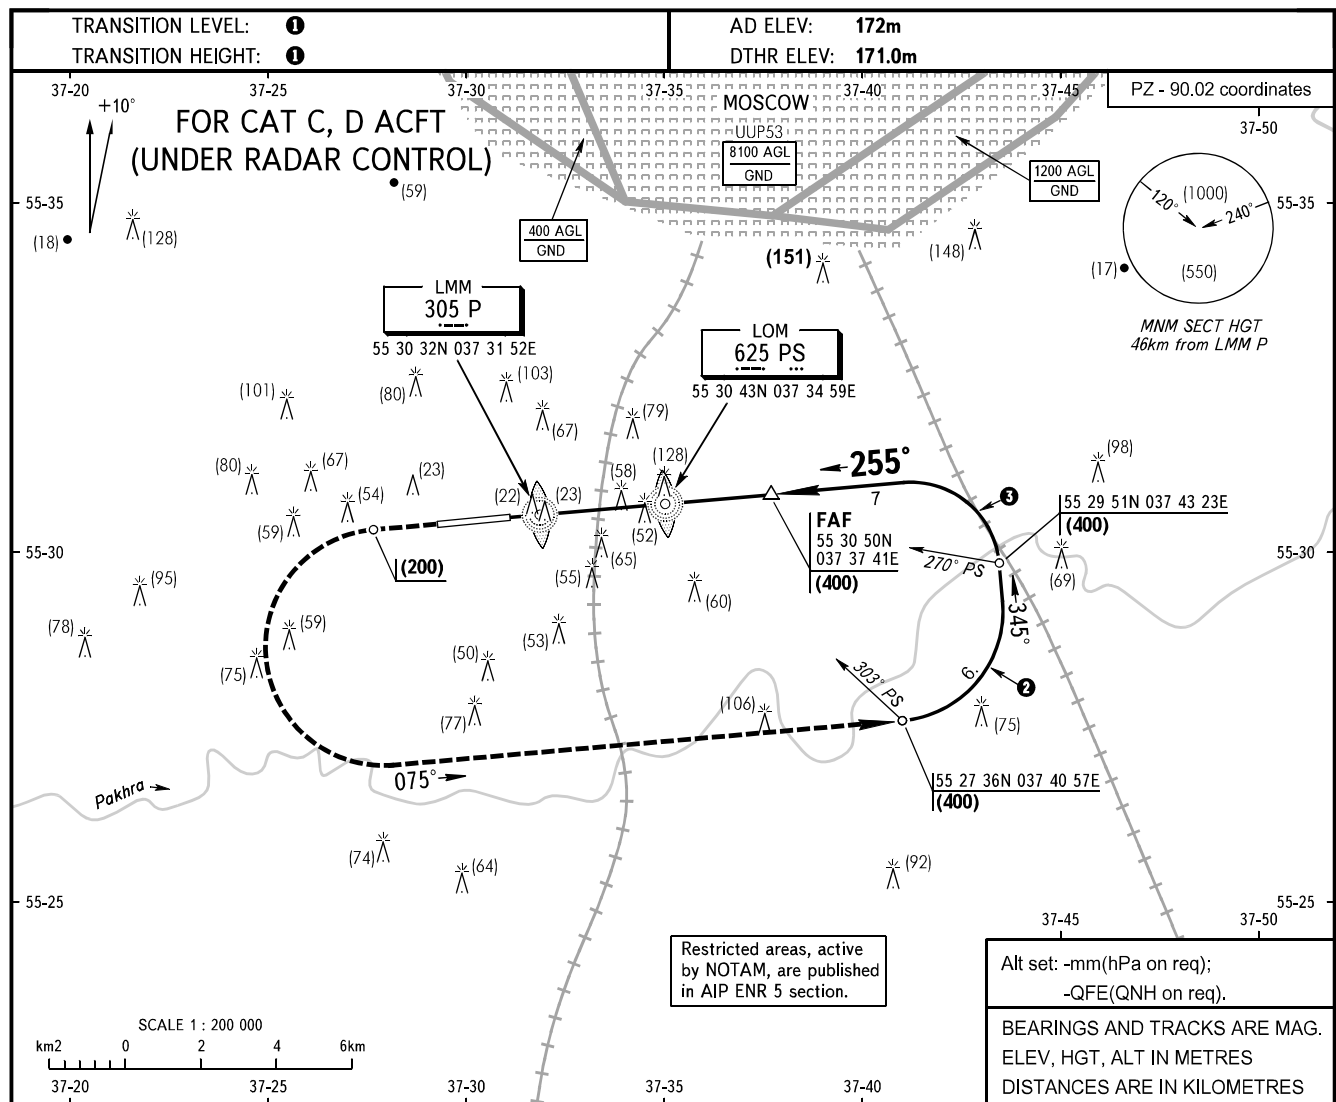 TRANSITION LEVEL: ❶
TRANSITION HEIGHT: ❶
AD ELEV: 172m
DTHR ELEV: 171.0m
37-20 37-25 37-30 37-35 37-40 37-45
PZ - 90.02 coordinates
37-50
+10°
FOR CAT C, D ACFT
(UNDER RADAR CONTROL)
MOSCOW
UUP53
8100 AGL
GND
1200 AGL
GND
400 AGL
GND
(59)
55-35
55-35
(18)
(128)
(151)
(148)
(17)
120°
(1000)
240°
(550)
MNM SECT HGT
46km from LMM P
LMM
305 P
55 30 32N 037 31 52E
LOM
625 PS
55 30 43N 037 34 59E
(101)
(80)
(103)
(67)
(79)
(80)
(67)
(23)
(54)
(59)
(22)
(23)
(58)
(128)
(52)
(65)
(55)
(60)
(98)
255°
7
❸
55 29 51N 037 43 23E
(400)
FAF
55 30 50N
037 37 41E
(400)
270° PS
(69)
55-30
55-30
(200)
(95)
(78)
(59)
(75)
(53)
(50)
(77)
345°
6
❷
303° PS
(106)
(75)
075°
Pakhra
55 27 36N 037 40 57E
(400)
(74)
(64)
(92)
55-25
55-25
37-45 37-50
Restricted areas, active
by NOTAM, are published
in AIP ENR 5 section.
Alt set: -mm(hPa on req);
-QFE(QNH on req).
BEARINGS AND TRACKS ARE MAG.
ELEV, HGT, ALT IN METRES
DISTANCES ARE IN KILOMETRES
SCALE 1 : 200 000
km2 0 2 4 6km
37-20 37-25 37-30 37-35 37-40